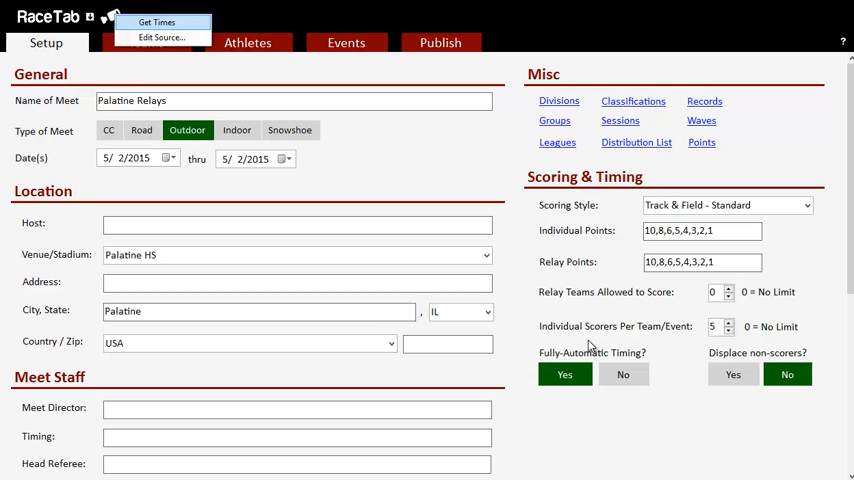 RaceTab
Get Times
Edit Source...
Setup
Athletes
Events
Publish
?
General
Name of Meet
Palatine Relays
Type of Meet
CC
Road
Outdoor
Indoor
Snowshoe
Date(s)
5/ 2/2015
thru
5/ 2/2015
Location
Host:
Venue/Stadium:
Palatine HS
Address:
City, State:
Palatine
,
IL
Country / Zip:
USA
Meet Staff
Meet Director:
Timing:
Head Referee:
Misc
Divisions
Classifications
Records
Groups
Sessions
Waves
Leagues
Distribution List
Points
Scoring & Timing
Scoring Style:
Track & Field - Standard
Individual Points:
10,8,6,5,4,3,2,1
Relay Points:
10,8,6,5,4,3,2,1
Relay Teams Allowed to Score:
0
0 = No Limit
Individual Scorers Per Team/Event:
5
0 = No Limit
Fully-Automatic Timing?
Displace non-scorers?
Yes
No
Yes
No